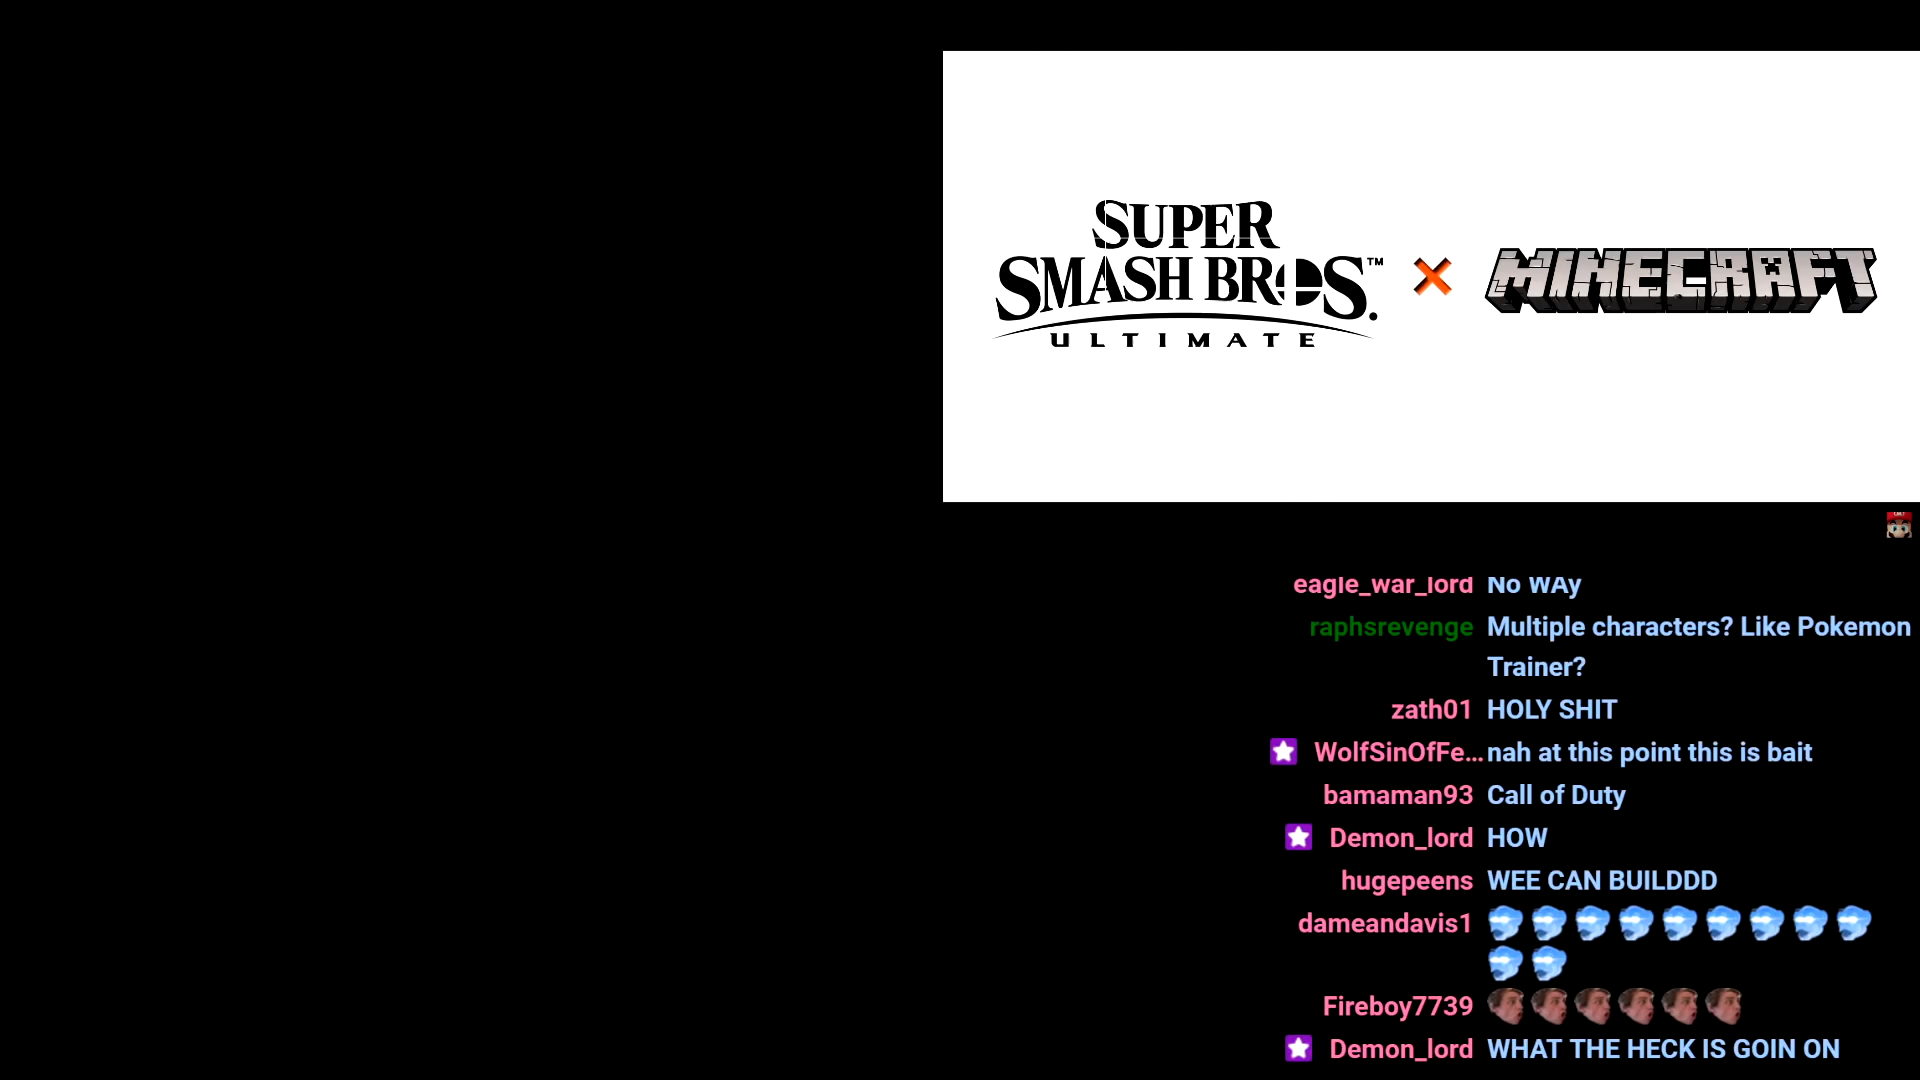 SUPER
SMASH BROS.™
ULTIMATE
MINECRAFT
eagle_war_lord No WAy
raphsrevenge Multiple characters? Like Pokemon
Trainer?
zath01 HOLY SHIT
WolfSinOfFe... nah at this point this is bait
bamaman93 Call of Duty
Demon_lord HOW
hugepeens WEE CAN BUILDDD
dameandavis1
Fireboy7739
Demon_lord WHAT THE HECK IS GOIN ON